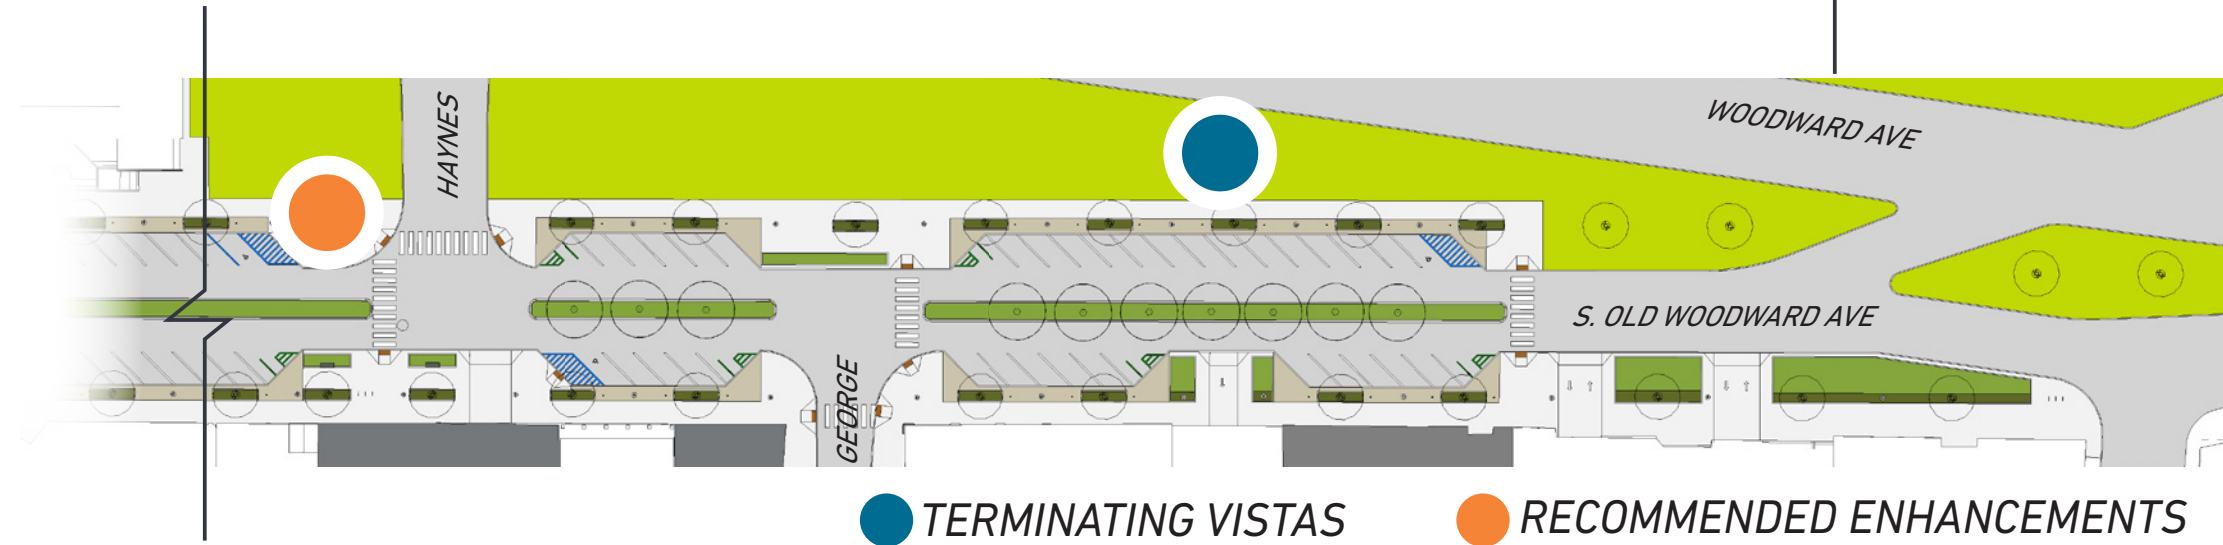 HAYNES
WOODWARD AVE
S. OLD WOODWARD AVE
GEORGE
TERMINATING VISTAS
RECOMMENDED ENHANCEMENTS